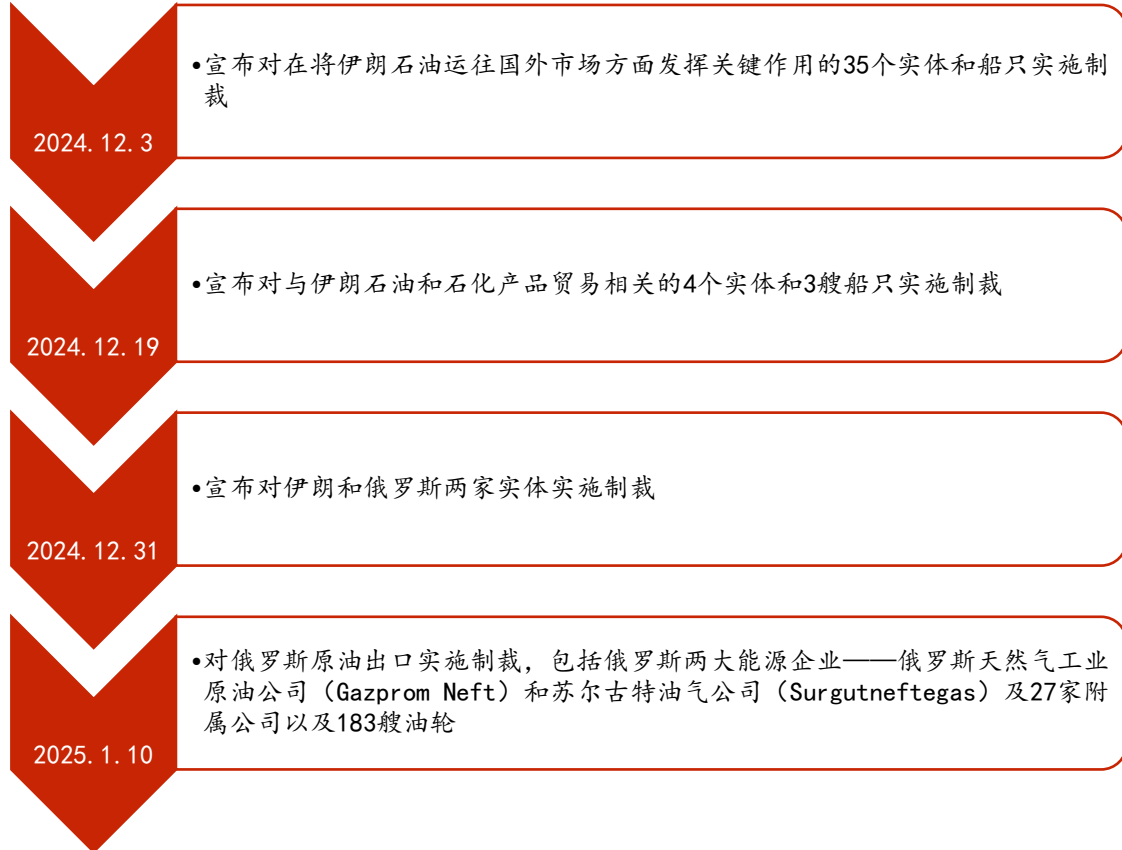 •宣布对在将伊朗石油运往国外市场方面发挥关键作用的35个实体和船只实施制
裁
2024.12.3
•宣布对与伊朗石油和石化产品贸易相关的4个实体和3艘船只实施制裁
2024.12.19
•宣布对伊朗和俄罗斯两家实体实施制裁
2024.12.31
•对俄罗斯原油出口实施制裁，包括俄罗斯两大能源企业——俄罗斯天然气工业
原油公司（Gazprom Neft）和苏尔古特油气公司（Surgutneftegas）及27家附
属公司以及183艘油轮
2025.1.10